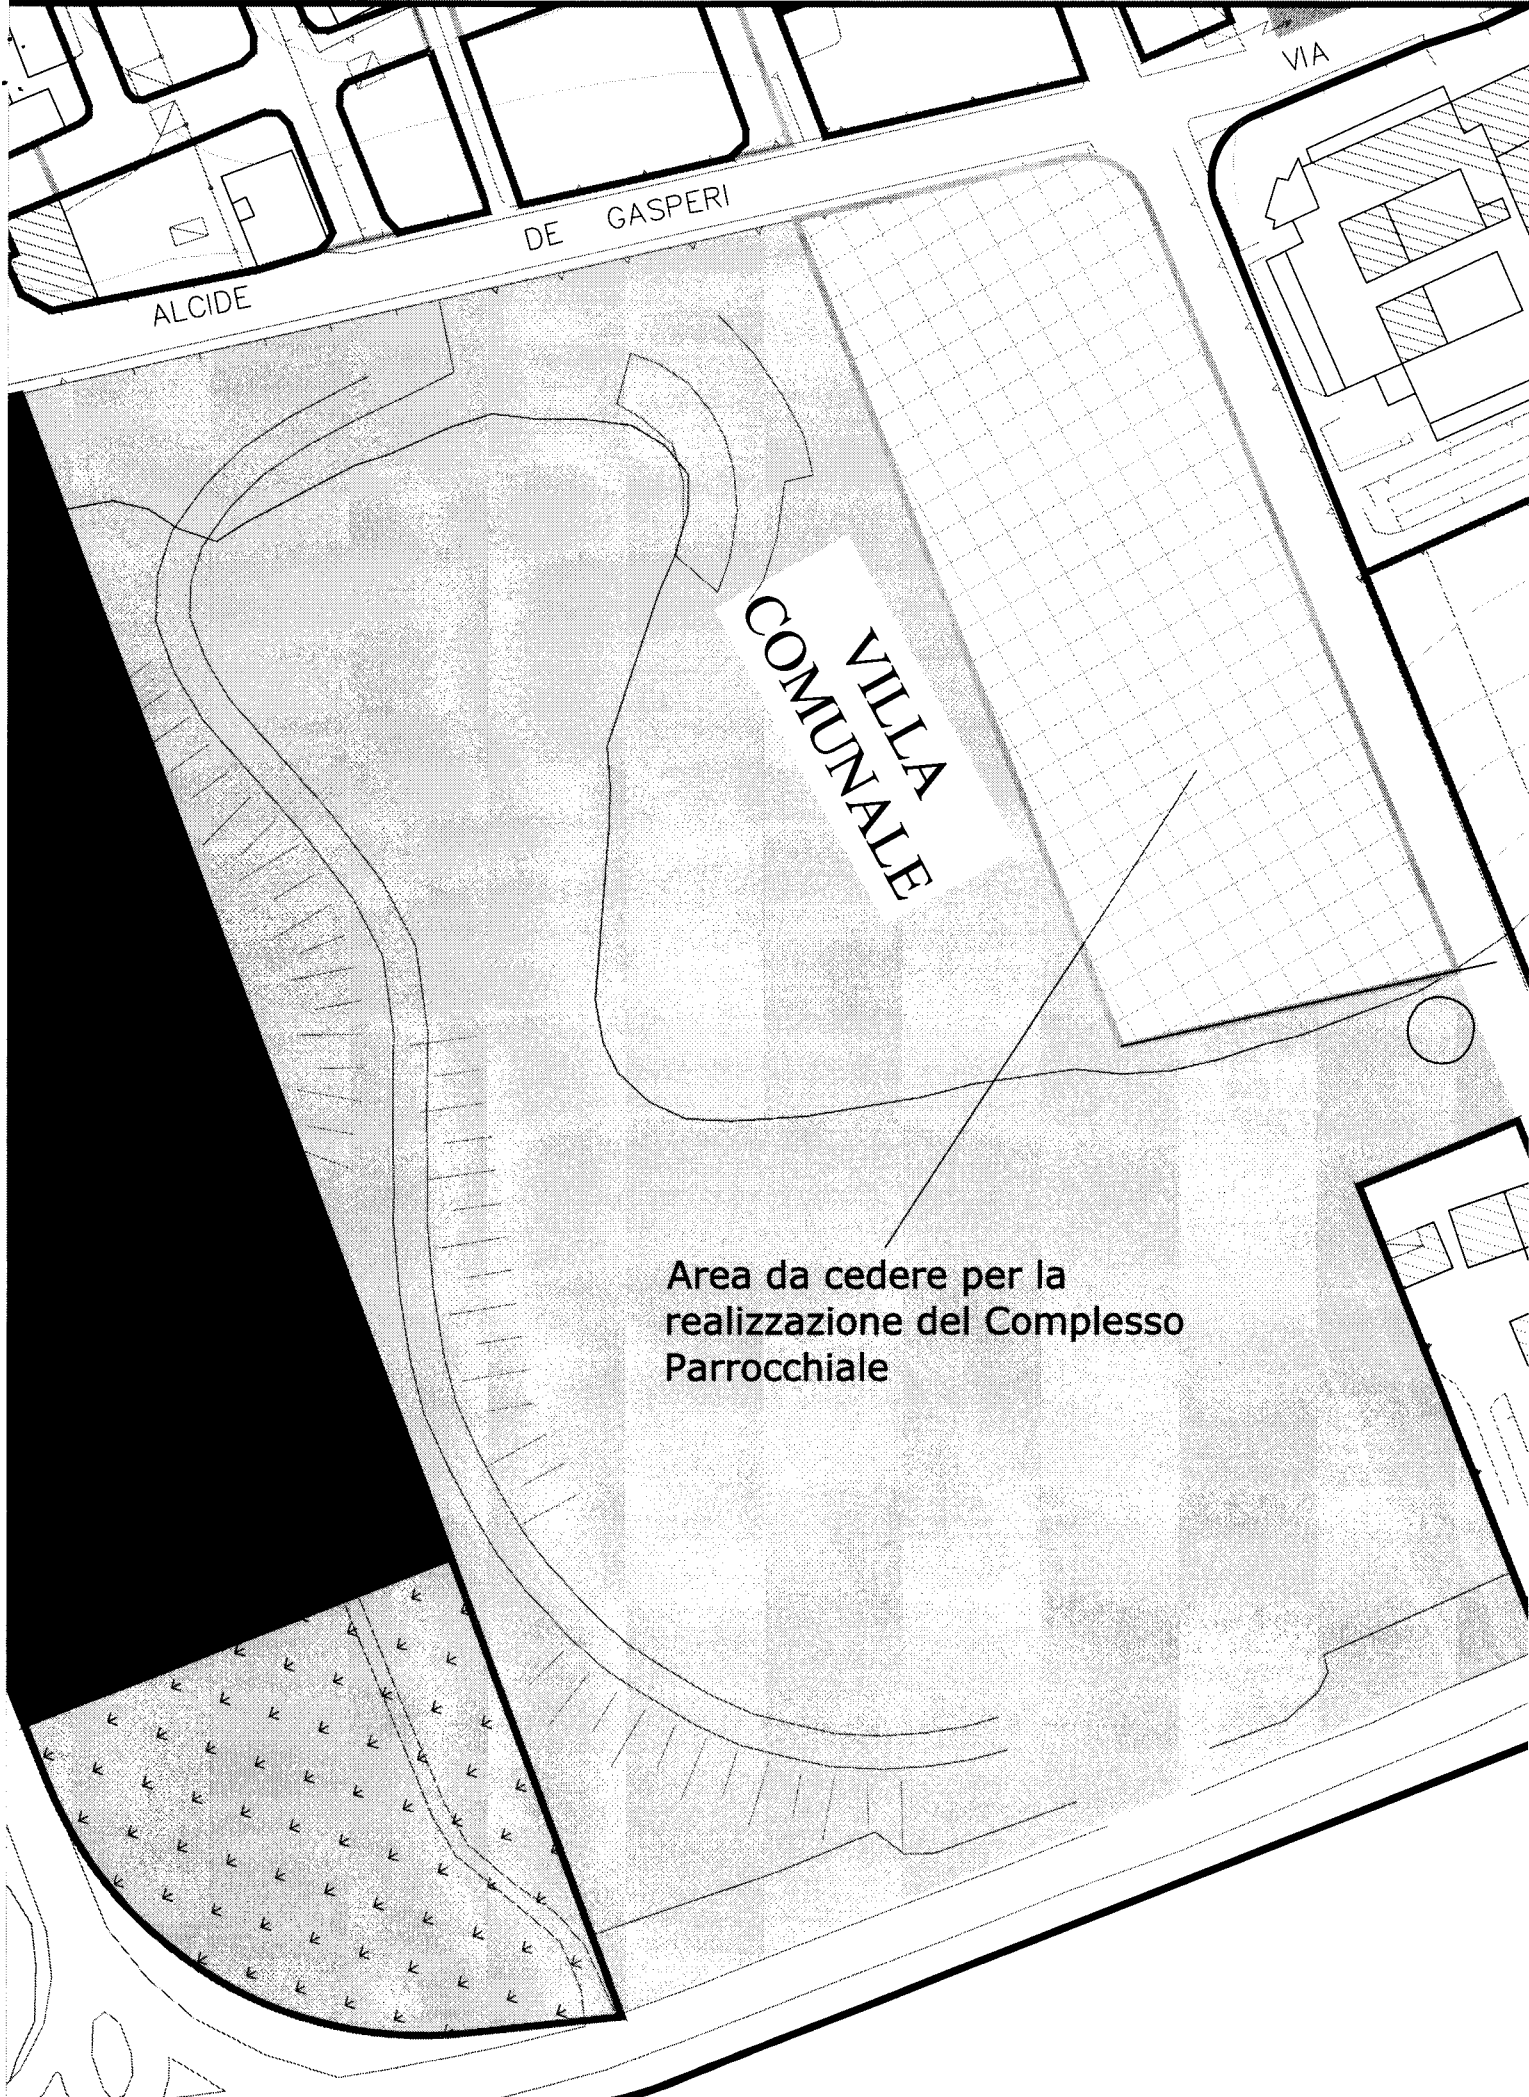 VIA
ALCIDE DE GASPERI
VILLA
COMUNALE
Area da cedere per la
realizzazione del Complesso
Parrocchiale